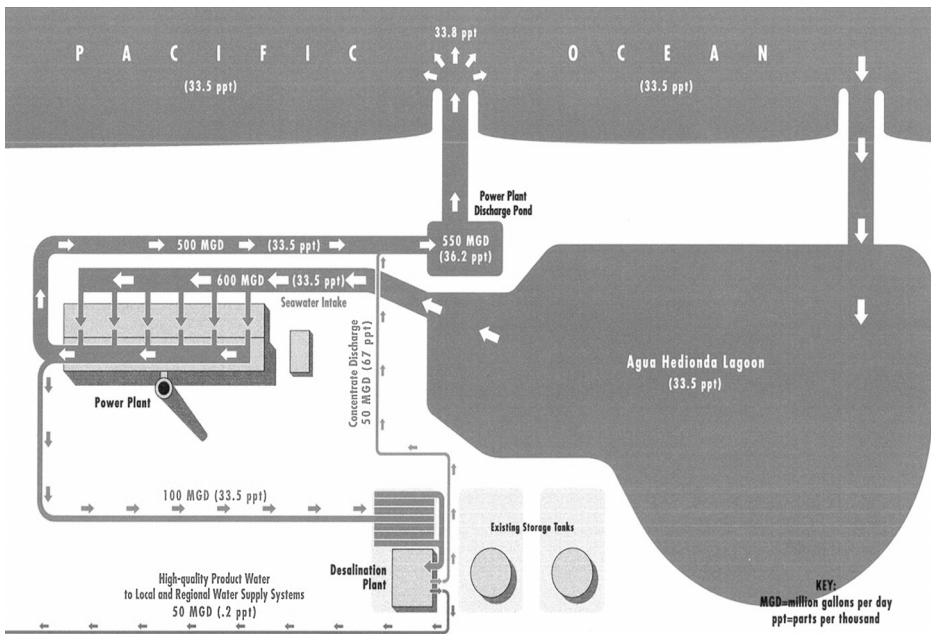 PACIFIC OCEAN
33.8 ppt
(33.5 ppt)
(33.5 ppt)
Power Plant
Discharge Pond
500 MGD
(33.5 ppt)
550 MGD
(36.2 ppt)
600 MGD
(33.5 ppt)
Seawater Intake
Concentrate Discharge
50 MGD (67 ppt)
Agua Hedionda Lagoon
(33.5 ppt)
Power Plant
100 MGD (33.5 ppt)
Existing Storage Tanks
Desalination
Plant
High-quality Product Water
to Local and Regional Water Supply Systems
50 MGD (.2 ppt)
KEY:
MGD=million gallons per day
ppt=parts per thousand